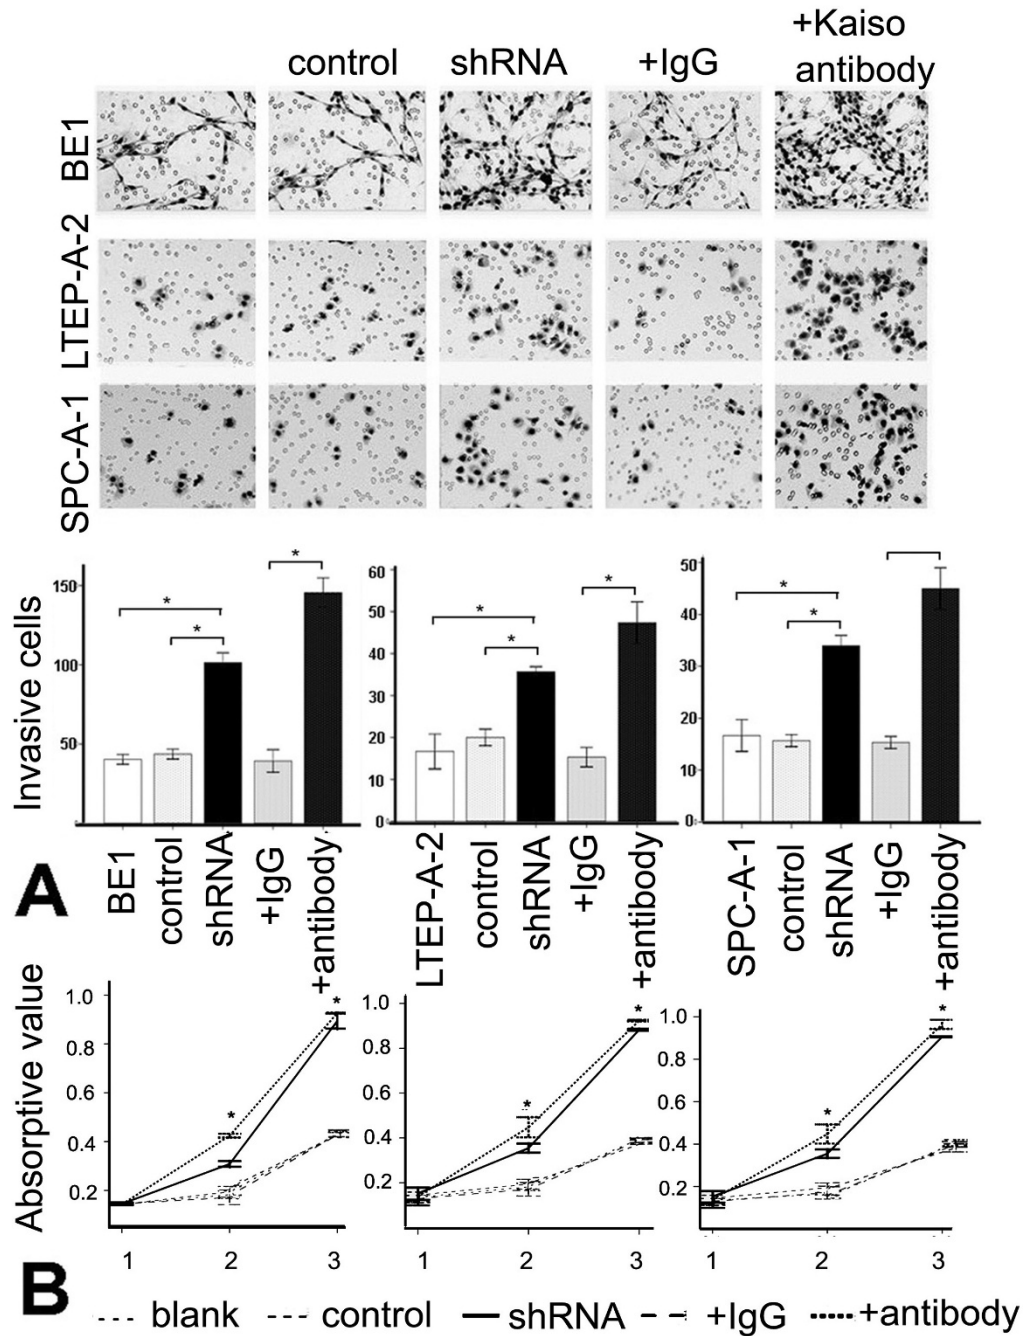 +Kaiso
control shRNA +IgG antibody
BE1
LTEP-A-2
SPC-A-1
Invasive cells
150 100 50
* * *
BE1 control shRNA +IgG +antibody
60 50 40 30 20 10 0
* * *
LTEP-A-2 control shRNA +IgG +antibody
50 40 30 20 10 0
* *
SPC-A-1 control shRNA +IgG +antibody
A
Absorptive value
1.0 0.8 0.6 0.4 0.2
* *
1 2 3
1.0 0.8 0.6 0.4 0.2
* *
1 2 3
1.0 0.8 0.6 0.4 0.2
* *
1 2 3
B
blank control shRNA +IgG +antibody